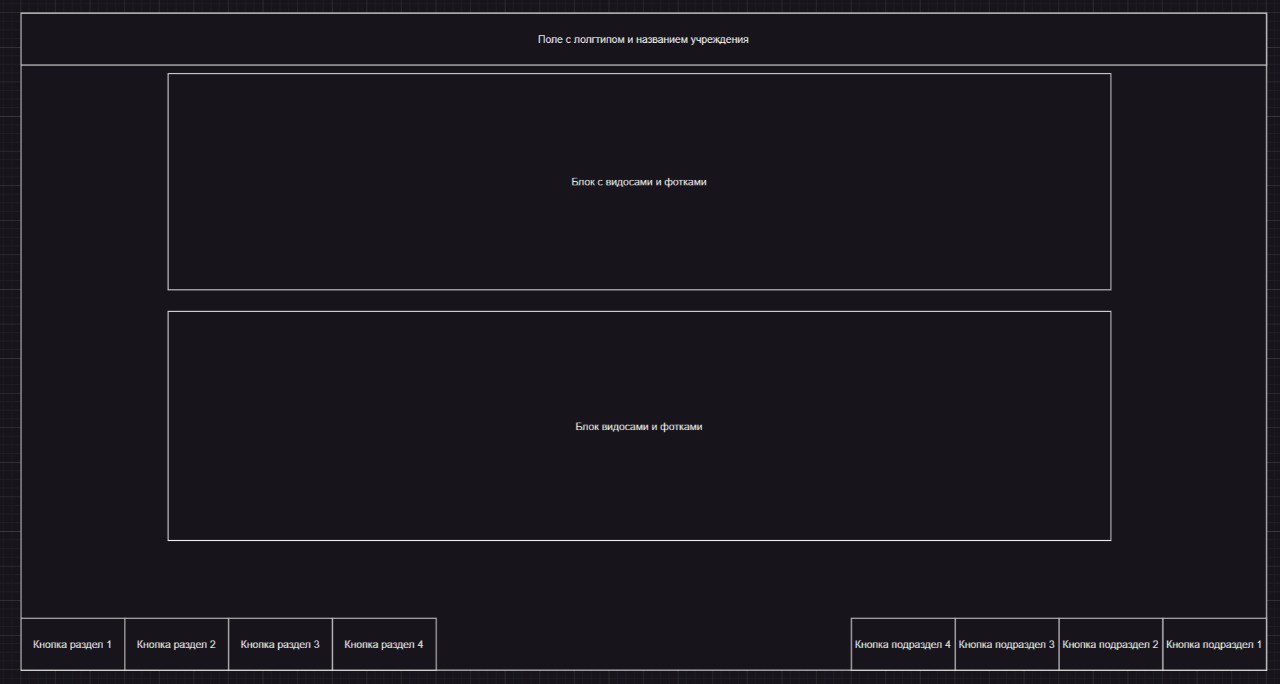 Поле с лолгтипом и названием учреждения
Блок с видосами и фотками
Блок видосами и фотками
Кнопка раздел 1
Кнопка раздел 2
Кнопка раздел 3
Кнопка раздел 4
Кнопка подраздел 4
Кнопка подраздел 3
Кнопка подраздел 2
Кнопка подраздел 1